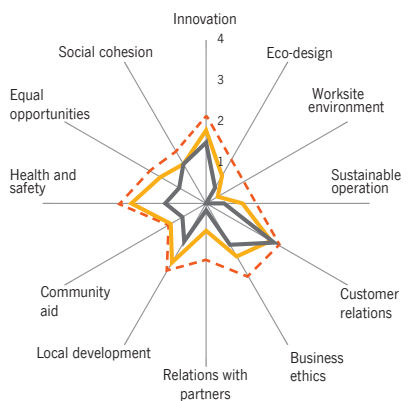 Innovation
4
Social cohesion
Eco-design
3
Equal
opportunities
Worksite
environment
2
1
Health and
safety
Sustainable
operation
Community
aid
Customer
relations
Local development
Business
ethics
Relations with
partners